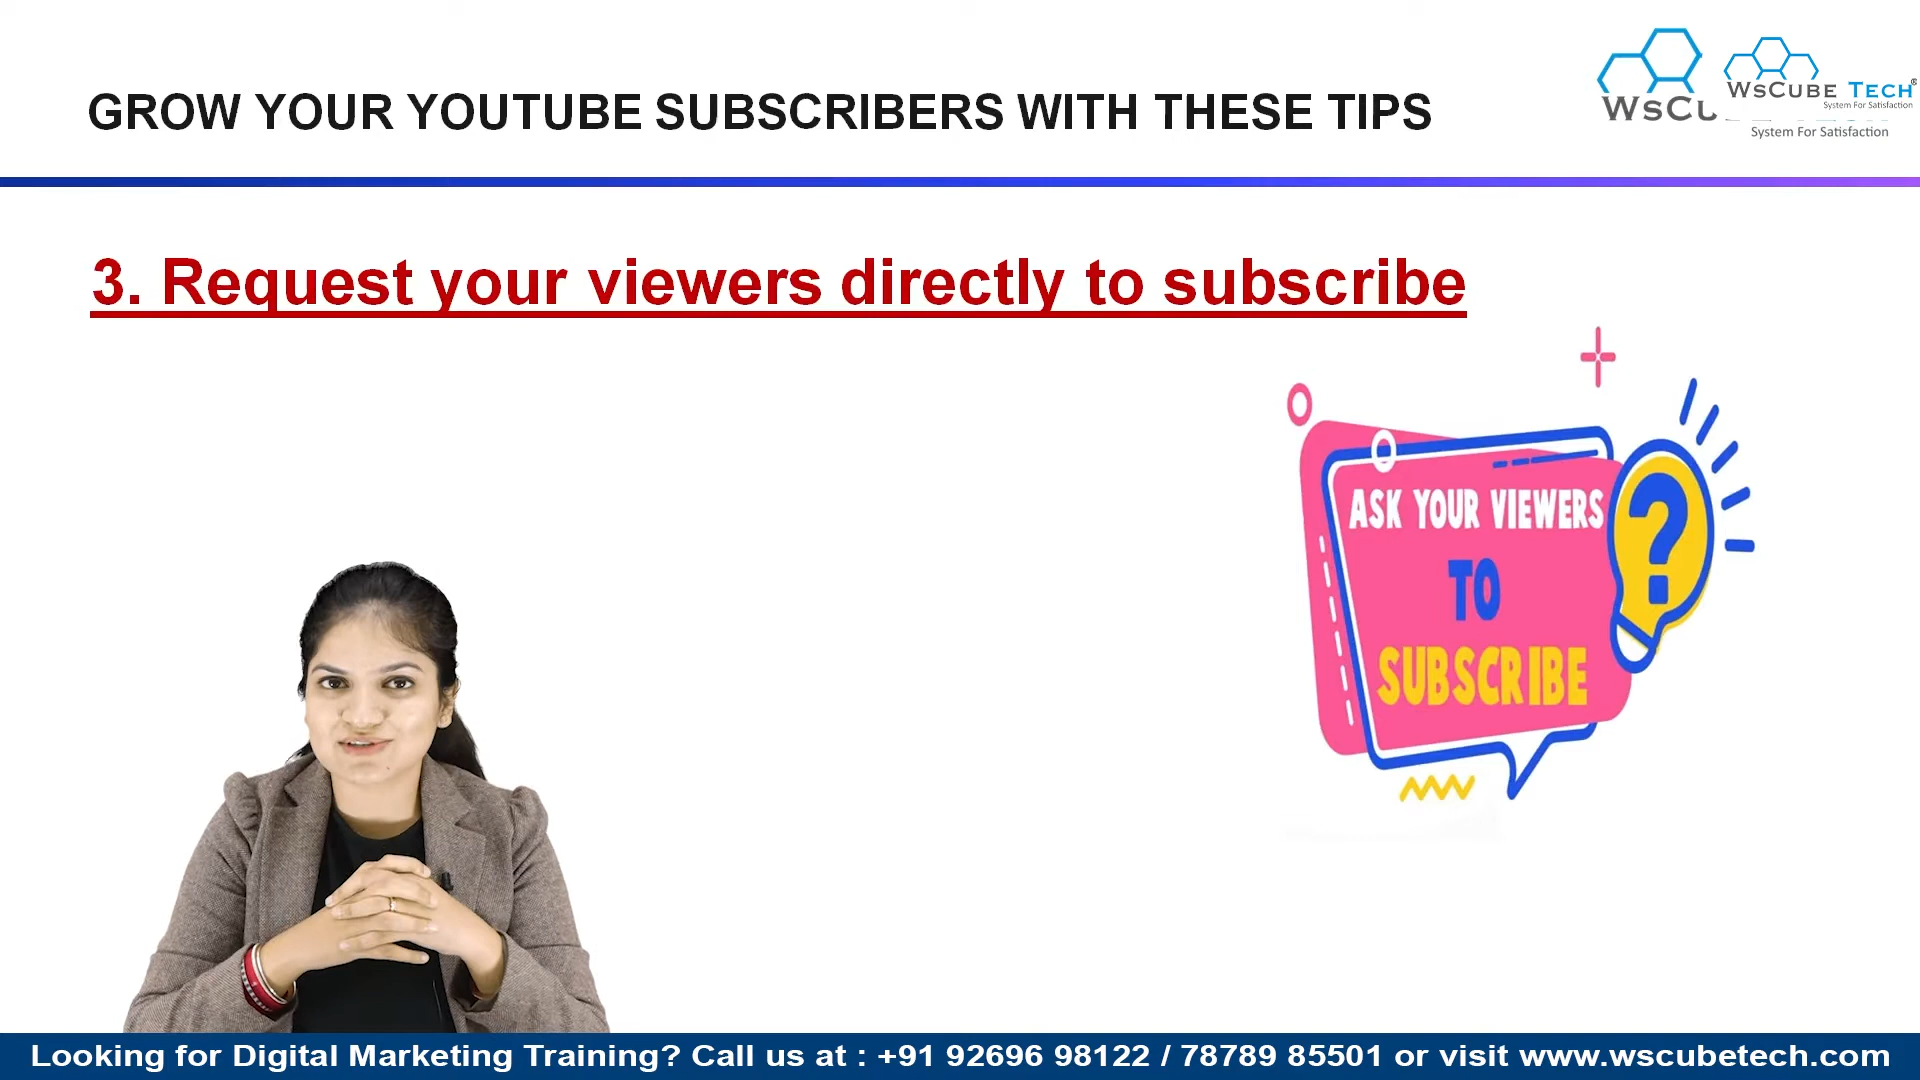 GROW YOUR YOUTUBE SUBSCRIBERS WITH THESE TIPS
WsCu
WsCube Tech®
System For Satisfaction
System For Satisfaction
3. Request your viewers directly to subscribe
ASK YOUR VIEWERS
TO
SUBSCRIBE
?
Looking for Digital Marketing Training? Call us at : +91 92696 98122 / 78789 85501 or visit www.wscubetech.com